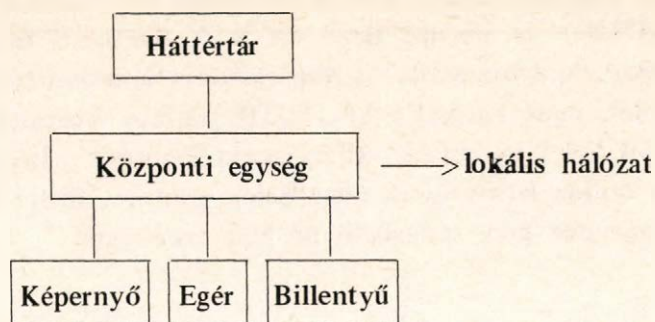 Háttértár
Központi egység
lokális hálózat
Képernyő
Egér
Billentyű